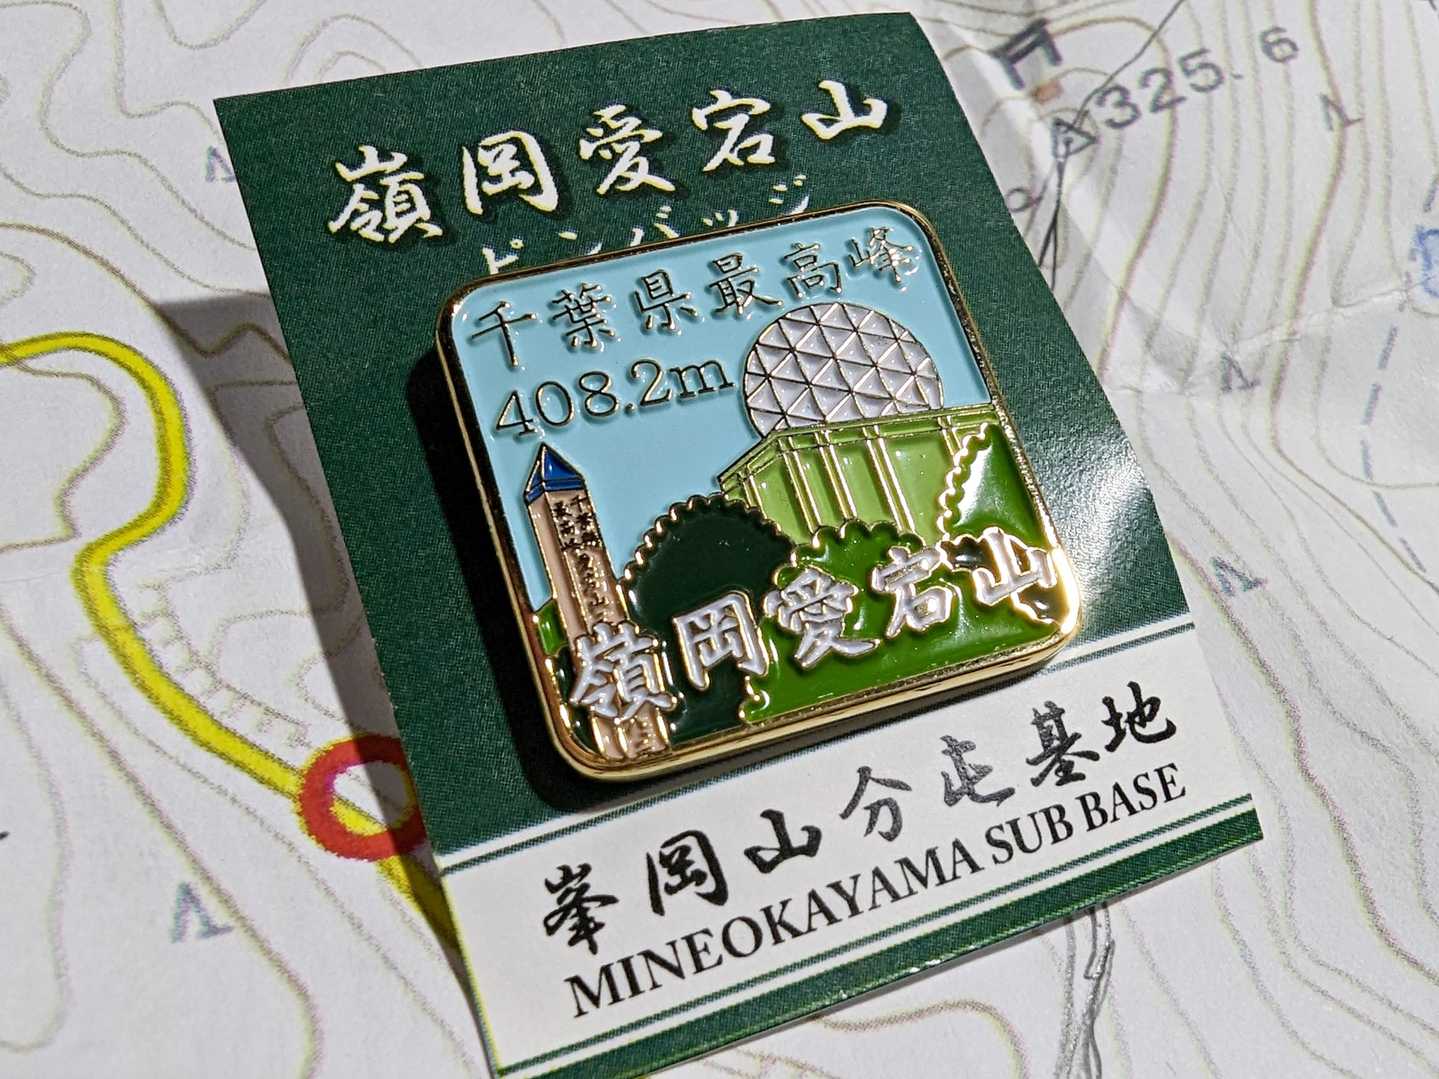 嶺岡愛宕山
ピンバッジ
千葉県最高峰
408.2m
嶺岡愛宕山
峯岡山分屯基地
MINEOKAYAMA SUB BASE
325.6